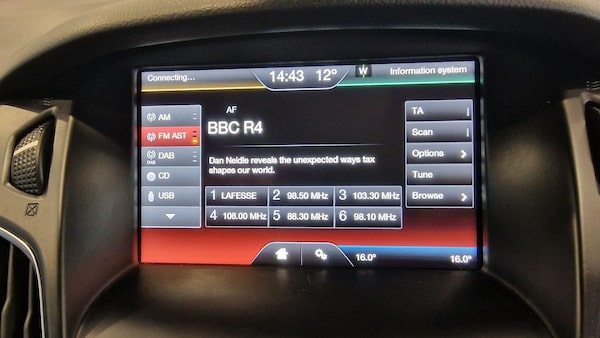 Connecting...
14:43 12°
Information system
AM
FM AST
DAB
DAB
CD
USB
AF
BBC R4
Dan Neidle reveals the unexpected ways tax
shapes our world.
1 LAFESSE
2 98.50 MHz
3 103.30 MHz
4 108.00 MHz
5 88.30 MHz
6 98.10 MHz
TA
Scan
Options
Tune
Browse
16.0°
16.0°